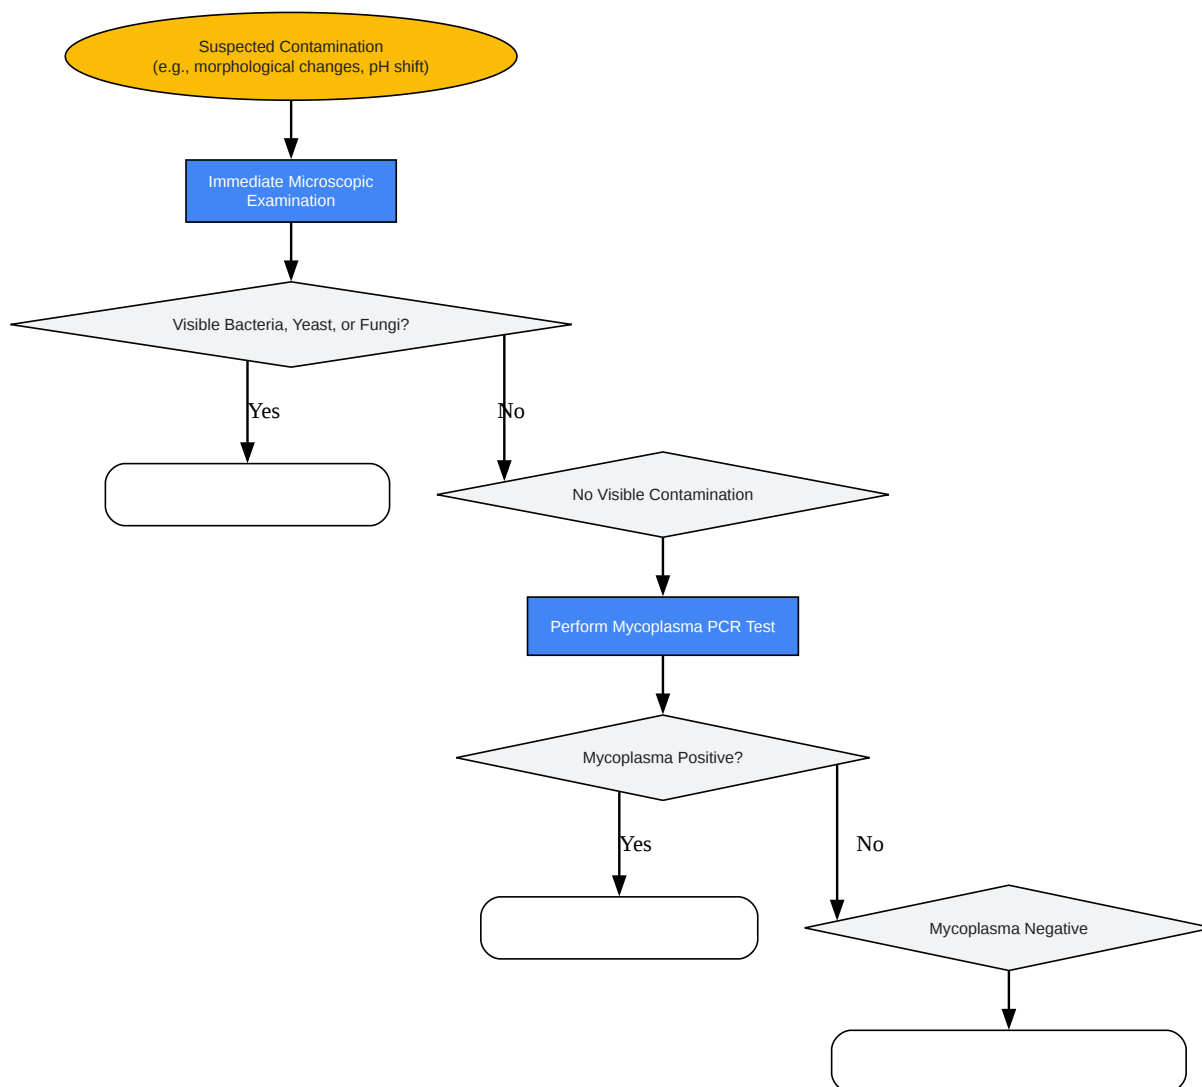 Suspected Contamination
(e.g., morphological changes, pH shift)
Immediate Microscopic
Examination
Visible Bacteria, Yeast, or Fungi?
Yes
No
No Visible Contamination
Perform Mycoplasma PCR Test
Mycoplasma Positive?
Yes
No
Mycoplasma Negative